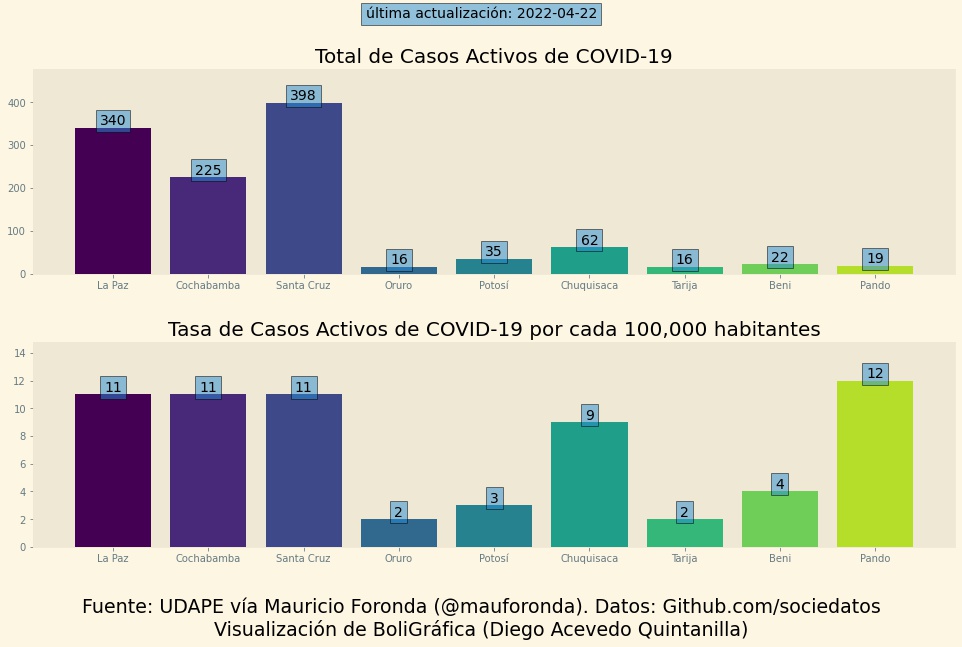 última actualización: 2022-04-22
Total de Casos Activos de COVID-19
400
300
200
100
0
340
225
398
16
35
62
16
22
19
La Paz
Cochabamba
Santa Cruz
Oruro
Potosí
Chuquisaca
Tarija
Beni
Pando
Tasa de Casos Activos de COVID-19 por cada 100,000 habitantes
14
12
10
8
6
4
2
0
11
11
11
2
3
9
2
4
12
La Paz
Cochabamba
Santa Cruz
Oruro
Potosí
Chuquisaca
Tarija
Beni
Pando
Fuente: UDAPE vía Mauricio Foronda (@mauforonda). Datos: Github.com/sociedatos
Visualización de BoliGráfica (Diego Acevedo Quintanilla)